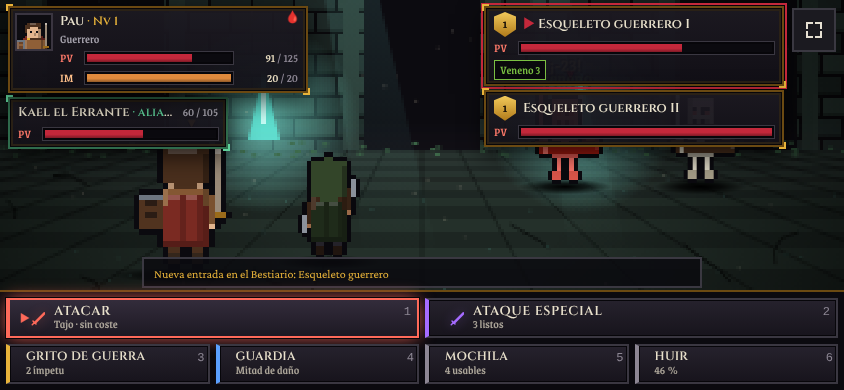 Pau · Nv 1
Guerrero
PV 91 / 125
IM 20 / 20
Kael el Errante · alia... 60 / 105
PV
1 Esqueleto guerrero I
PV
Veneno 3
1 Esqueleto guerrero II
PV
Nueva entrada en el Bestiario: Esqueleto guerrero
ATACAR 1
Tajo · sin coste
ATAQUE ESPECIAL 2
3 listos
GRITO DE GUERRA 3
2 ímpetu
GUARDIA 4
Mitad de daño
MOCHILA 5
4 usables
HUIR 6
46 %